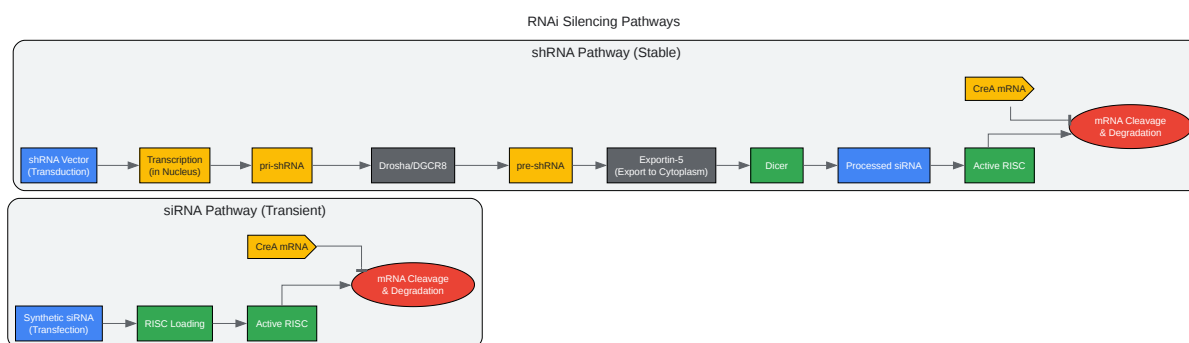 RNAi Silencing Pathways
shRNA Pathway (Stable)
CreA mRNA
mRNA Cleavage
& Degradation
shRNA Vector
(Transduction)
Transcription
(in Nucleus)
pri-shRNA
Drosha/DGCR8
pre-shRNA
Exportin-5
(Export to Cytoplasm)
Dicer
Processed siRNA
Active RISC
siRNA Pathway (Transient)
CreA mRNA
mRNA Cleavage
& Degradation
Synthetic siRNA
(Transfection)
RISC Loading
Active RISC